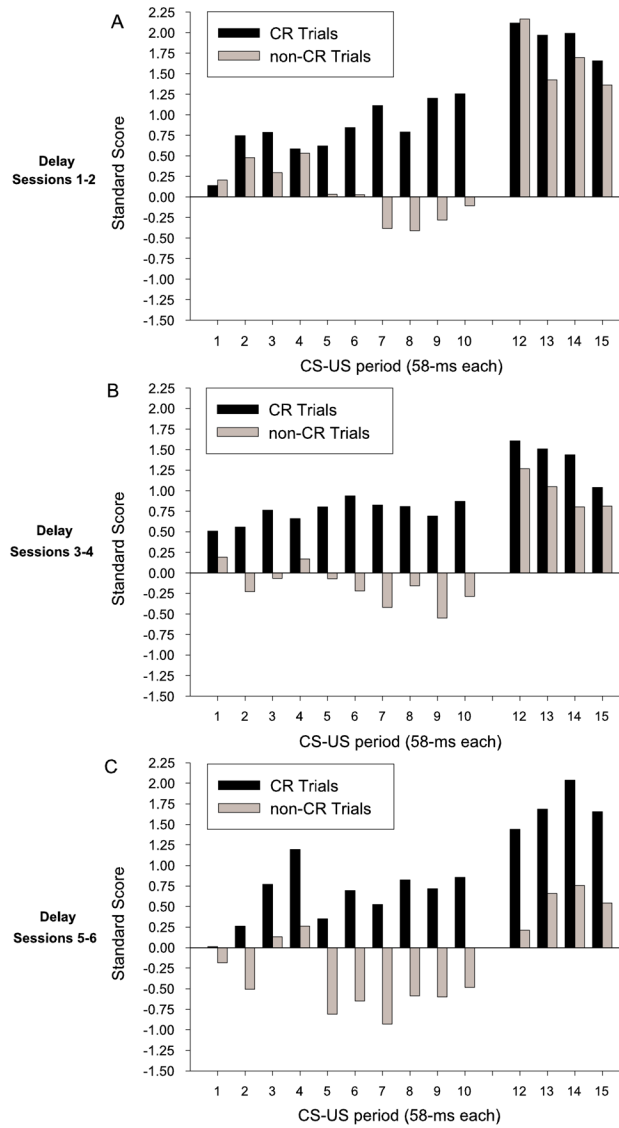 A
2.25
2.00
1.75
1.50
1.25
1.00
0.75
0.50
0.25
0.00
-0.25
-0.50
-0.75
-1.00
-1.25
-1.50
Standard Score
CR Trials
non-CR Trials
Delay
Sessions 1-2
1 2 3 4 5 6 7 8 9 10 12 13 14 15
CS-US period (58-ms each)
B
2.25
2.00
1.75
1.50
1.25
1.00
0.75
0.50
0.25
0.00
-0.25
-0.50
-0.75
-1.00
-1.25
-1.50
Standard Score
CR Trials
non-CR Trials
Delay
Sessions 3-4
1 2 3 4 5 6 7 8 9 10 12 13 14 15
CS-US period (58-ms each)
C
2.25
2.00
1.75
1.50
1.25
1.00
0.75
0.50
0.25
0.00
-0.25
-0.50
-0.75
-1.00
-1.25
-1.50
Standard Score
CR Trials
non-CR Trials
Delay
Sessions 5-6
1 2 3 4 5 6 7 8 9 10 12 13 14 15
CS-US period (58-ms each)